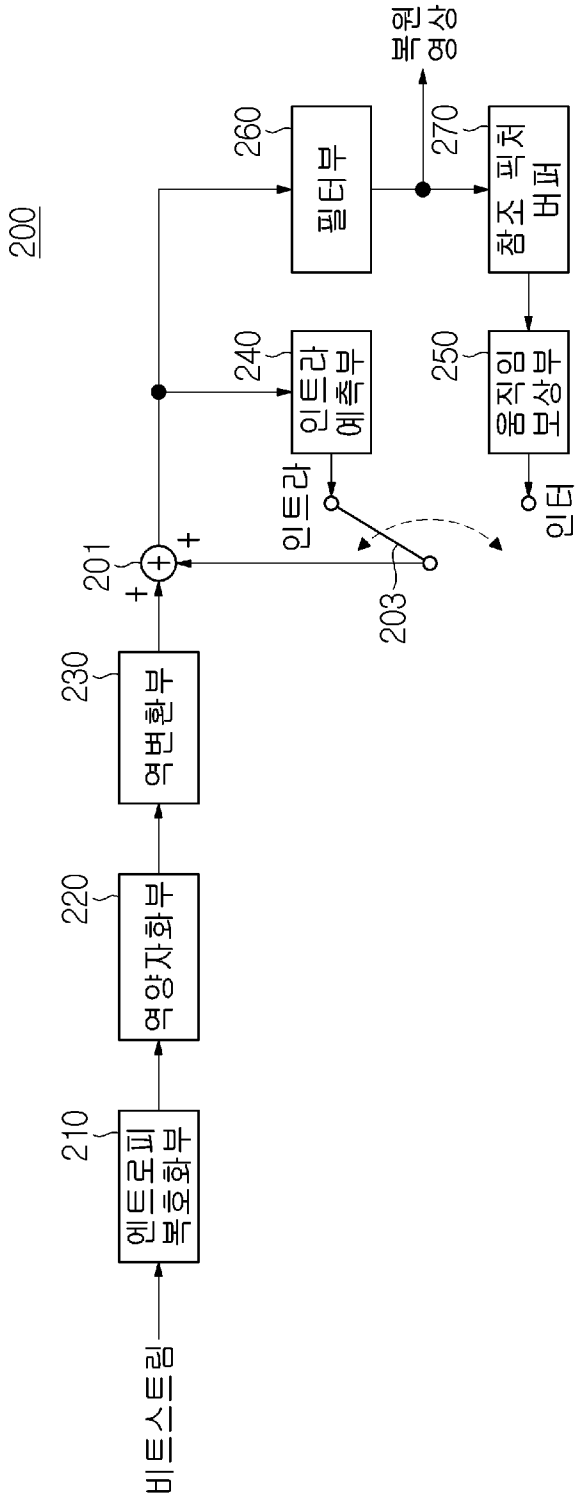 200
비트스트림
210
엔트로피
복호화부
220
역양자화부
230
역변환부
201
+
+
+
203
인트라
240
인트라
예측부
260
필터부
복원
영상
인터
250
움직임
보상부
270
참조 픽처
버퍼